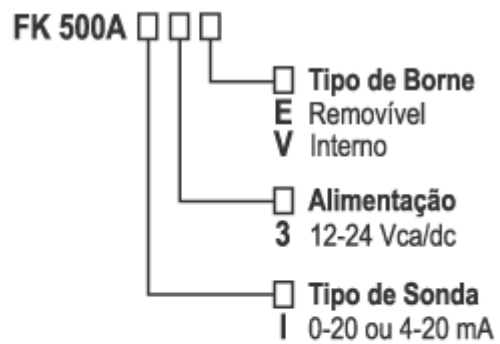 FK 500A
Tipo de Borne
E Removível
V Interno
Alimentação
3 12-24 Vca/dc
Tipo de Sonda
I 0-20 ou 4-20 mA